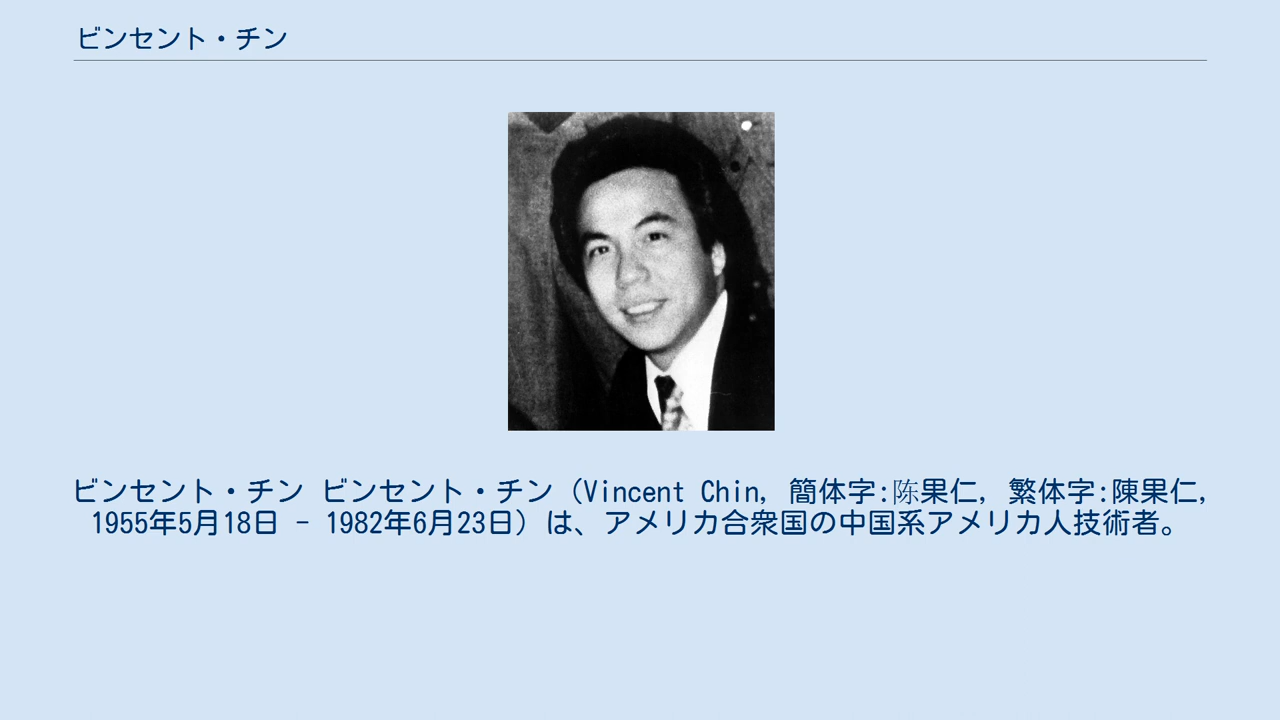 ビンセント・チン
ビンセント・チン ビンセント・チン（Vincent Chin, 簡体字:陈果仁, 繁体字:陳果仁,
1955年5月18日 - 1982年6月23日）は、アメリカ合衆国の中国系アメリカ人技術者。